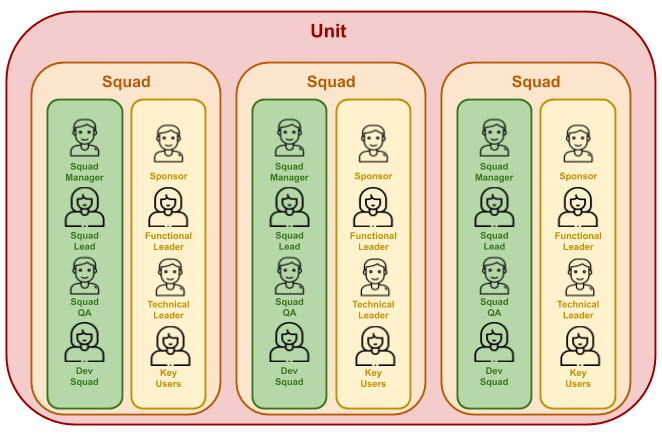 Unit
Squad
Squad
Manager
Squad
Lead
Squad
QA
Dev
Squad
Sponsor
Functional
Leader
Technical
Leader
Key
Users
Squad
Squad
Manager
Squad
Lead
Squad
QA
Dev
Squad
Sponsor
Functional
Leader
Technical
Leader
Key
Users
Squad
Squad
Manager
Squad
Lead
Squad
QA
Dev
Squad
Sponsor
Functional
Leader
Technical
Leader
Key
Users